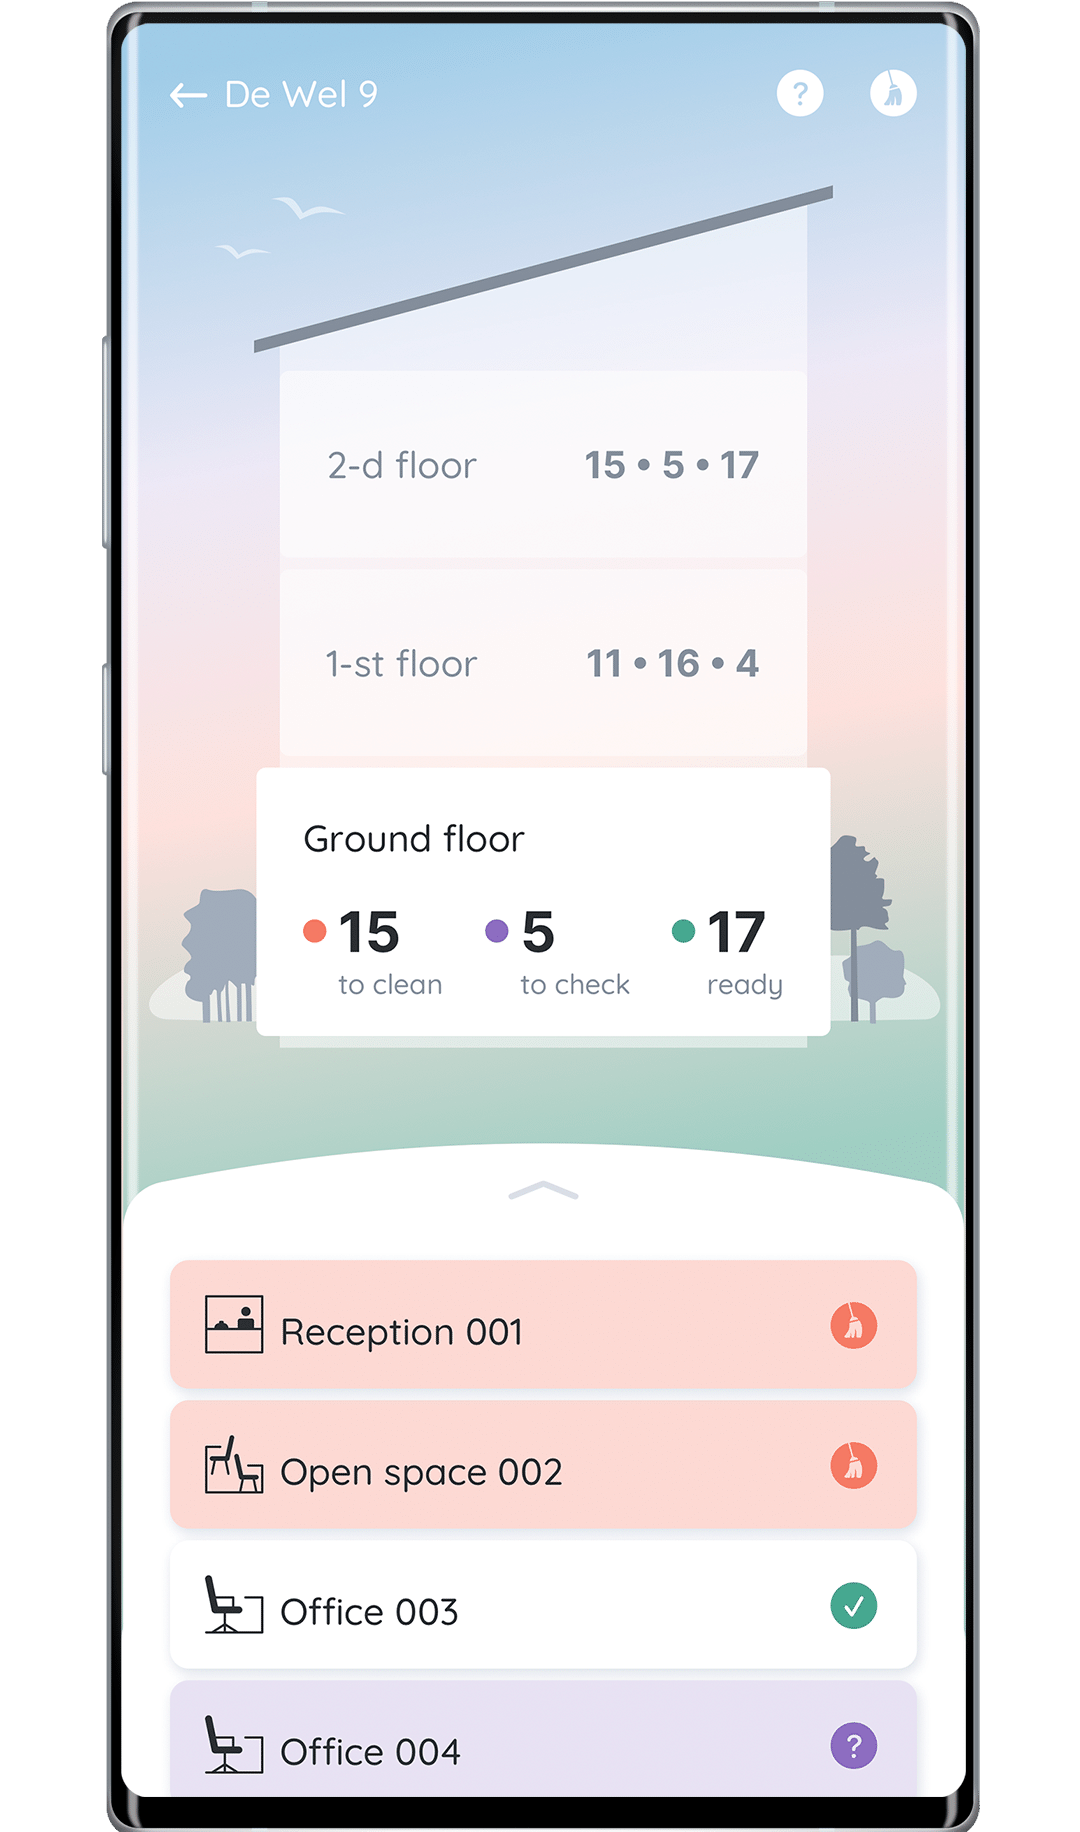 De Wel 9
?
2-d floor 15 • 5 • 17
1-st floor 11 • 16 • 4
Ground floor
15 5 17
to clean to check ready
Reception 001
Open space 002
Office 003
Office 004 ?